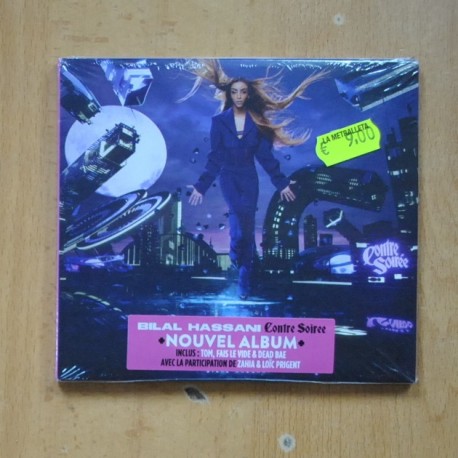 LA METRALLETA
€ 9.00
Contre
Soirée
BILAL HASSANI Contre Soirée
NOUVEL ALBUM
INCLUS : TOM, FAIS LE VIDE & DEAD BAE
AVEC LA PARTICIPATION DE ZAHIA & LOÏC PRIGENT